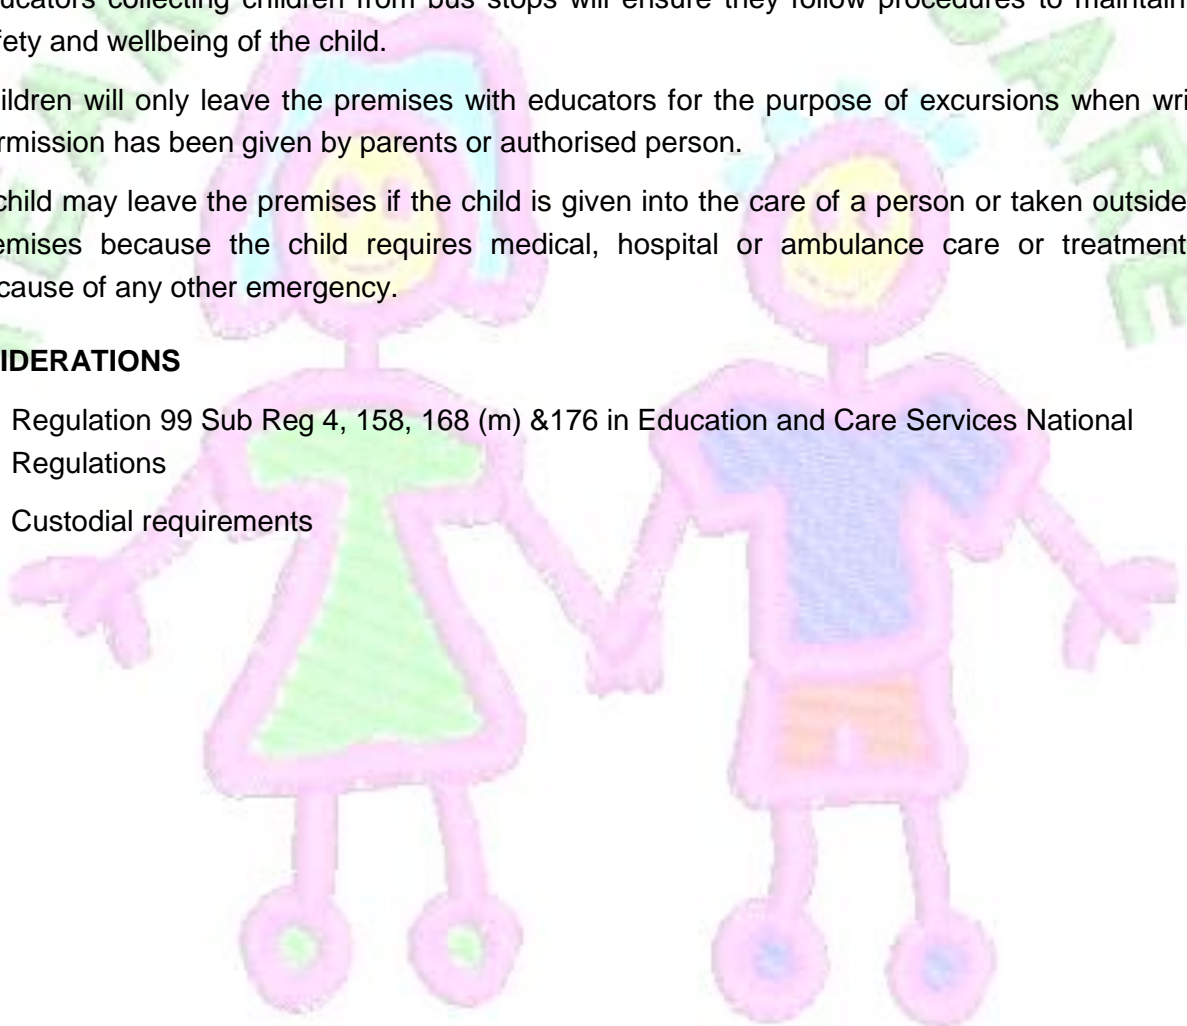 ducators collecting children from bus stops will ensure they follow procedures to maintain
fety and wellbeing of the child.
ildren will only leave the premises with educators for the purpose of excursions when wri
rmission has been given by parents or authorised person.
child may leave the premises if the child is given into the care of a person or taken outside
emises because the child requires medical, hospital or ambulance care or treatment
cause of any other emergency.
IDERATIONS
Regulation 99 Sub Reg 4, 158, 168 (m) &176 in Education and Care Services National
Regulations
Custodial requirements
ARE